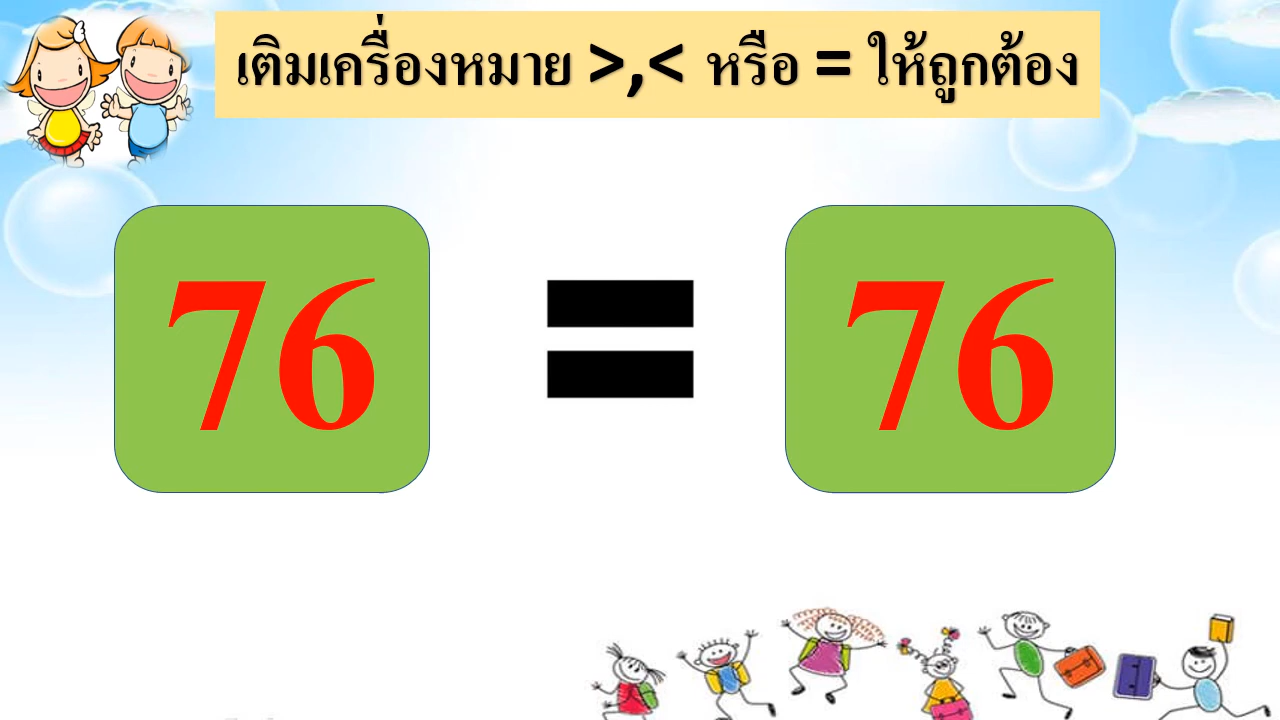 เติมเครื่องหมาย >,< หรือ = ให้ถูกต้อง
76 = 76